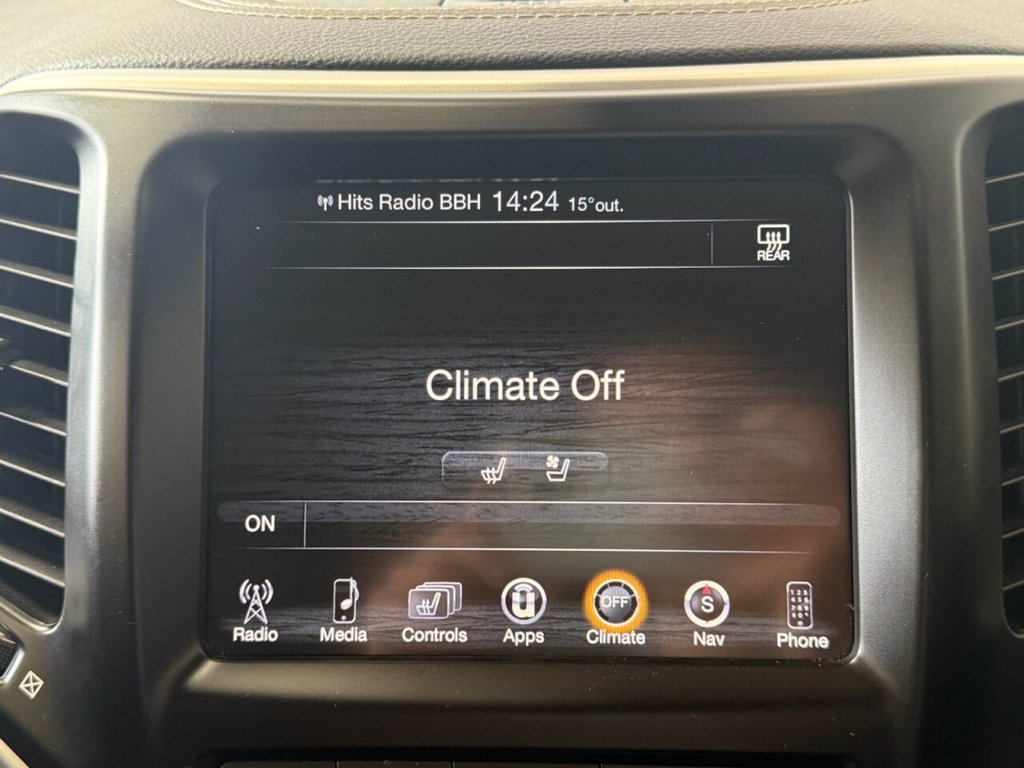 Hits Radio BBH 14:24 15°out.
REAR
Climate Off
ON
OFF
S
Radio Media Controls Apps Climate Nav Phone